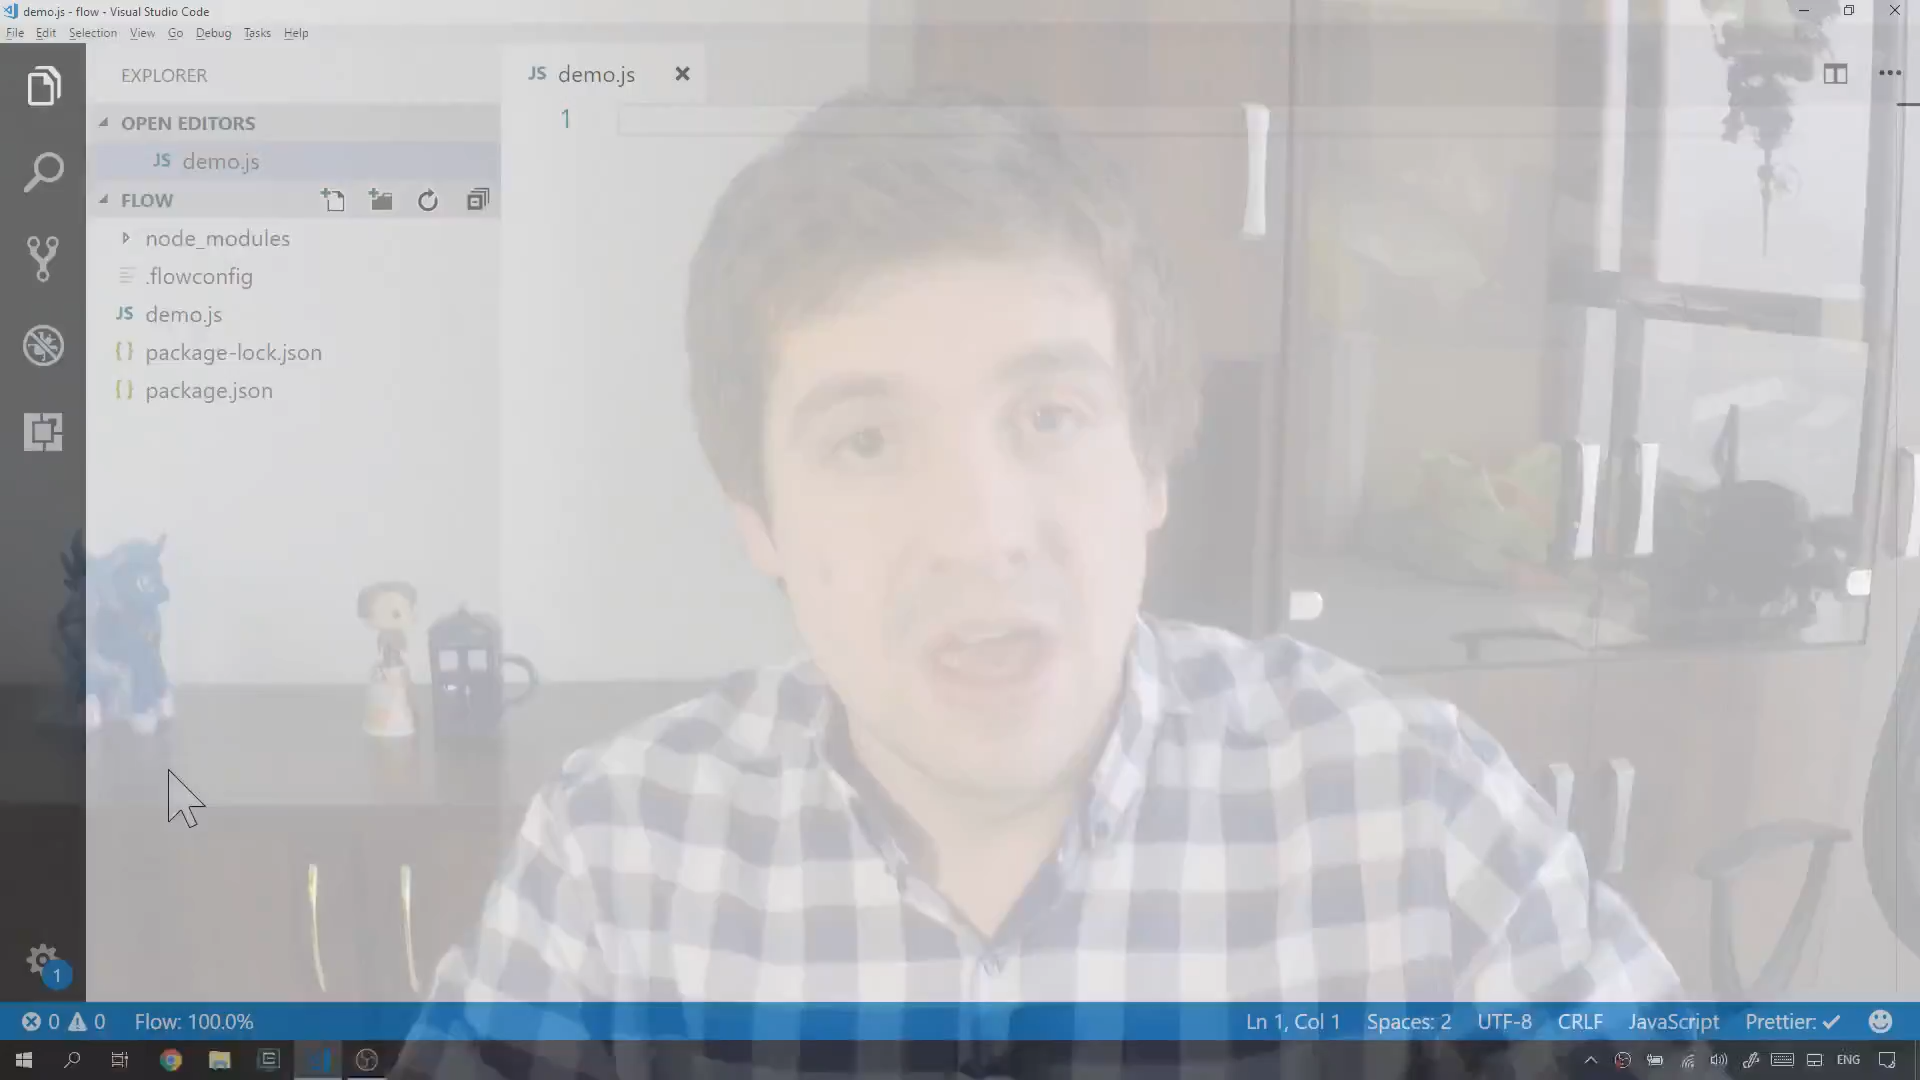 demo.js - flow - Visual Studio Code
File Edit Selection View Go Debug Tasks Help
EXPLORER
OPEN EDITORS
JS demo.js
FLOW
node_modules
.flowconfig
JS demo.js
{} package-lock.json
{} package.json
JS demo.js
1
1
0 0 Flow: 100.0% Ln 1, Col 1 Spaces: 2 UTF-8 CRLF JavaScript Prettier: ✓
ENG